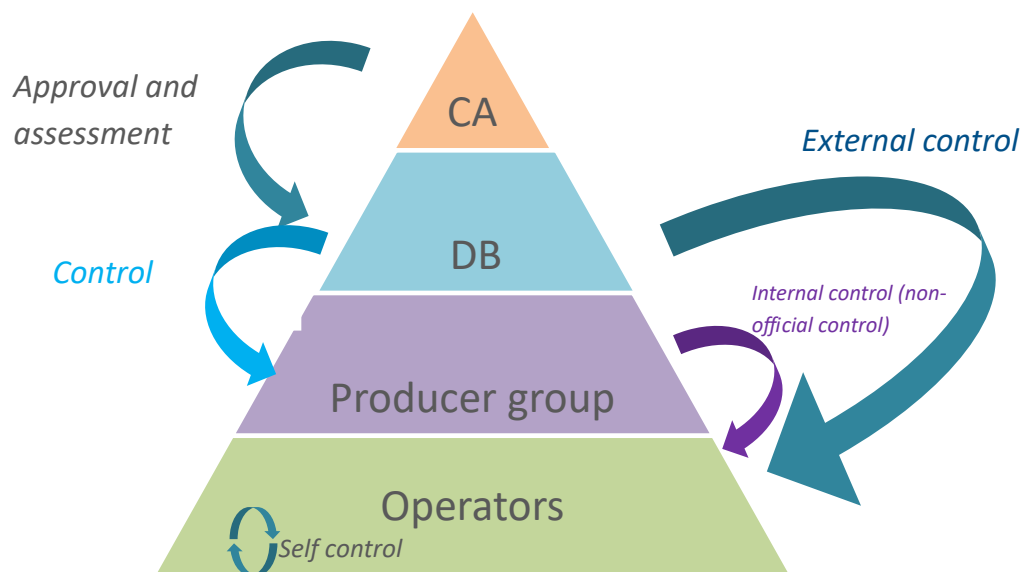 Approval and
assessment
CA
External control
DB
Control
Internal control (non-
official control)
Producer group
Operators
Self control